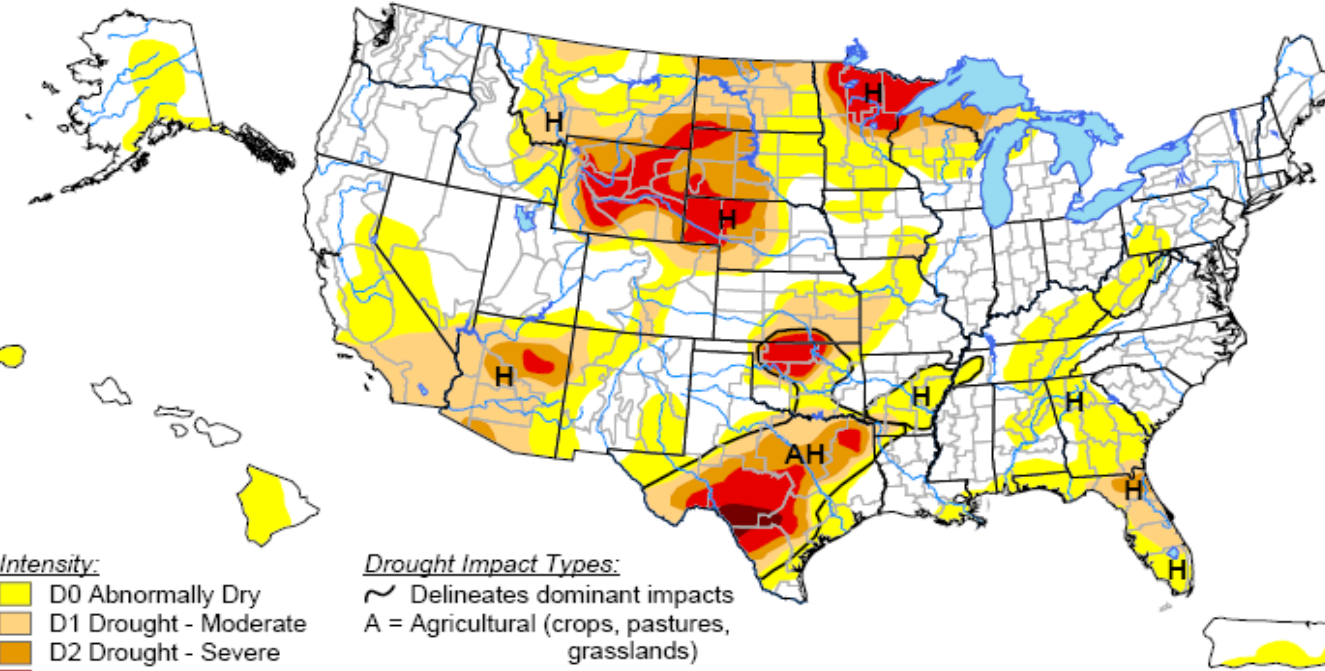 H
H
H
H
H
H
AH
H
H
H
Intensity:
D0 Abnormally Dry
D1 Drought - Moderate
D2 Drought - Severe
Drought Impact Types:
Delineates dominant impacts
A = Agricultural (crops, pastures,
grasslands)